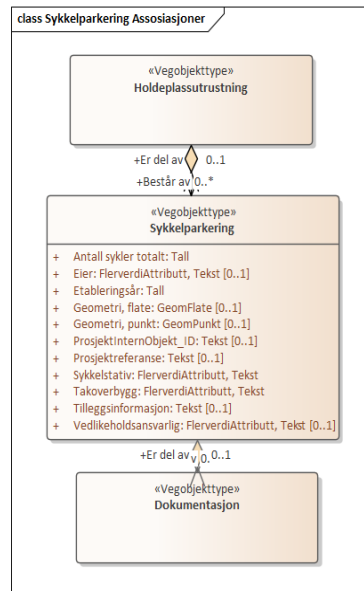 class Sykkelparkering Assosiasjoner
«Vegobjekttype»
Holdeplassutrustning
+Er del av 0..1
+Består av 0..*
«Vegobjekttype»
Sykkelparkering
+ Antall sykler totalt: Tall
+ Eier: FlerverdiAttributt, Tekst [0..1]
+ Etableringsår: Tall
+ Geometri, flate: GeomFlate [0..1]
+ Geometri, punkt: GeomPunkt [0..1]
+ ProsjektInternObjekt_ID: Tekst [0..1]
+ Prosjektreferanse: Tekst [0..1]
+ Sykkelstativ: FlerverdiAttributt, Tekst
+ Takoverbygg: FlerverdiAttributt, Tekst
+ Tilleggsinformasjon: Tekst [0..1]
+ Vedlikeholdsansvarlig: FlerverdiAttributt, Tekst [0..1]
+Er del av 0..1
«Vegobjekttype»
Dokumentasjon